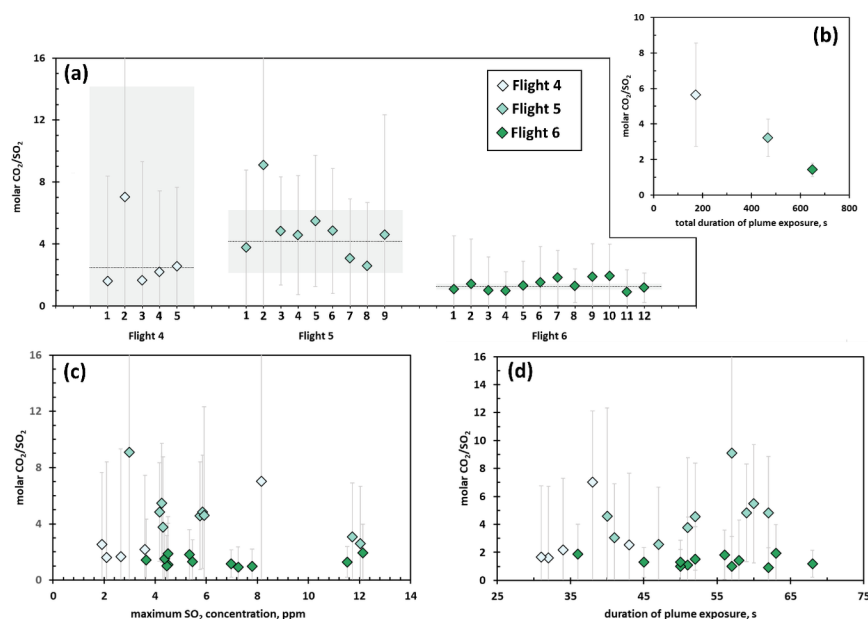 (a)
16
12
8
4
0
molar CO₂/SO₂
1 2 3 4 5
Flight 4
1 2 3 4 5 6 7 8 9
Flight 5
1 2 3 4 5 6 7 8 9 10 11 12
Flight 6
Flight 4
Flight 5
Flight 6
(b)
10
8
6
4
2
0
molar CO₂/SO₂
0 200 400 600 800
total duration of plume exposure, s
(c)
16
12
8
4
0
molar CO₂/SO₂
0 2 4 6 8 10 12 14
maximum SO₂ concentration, ppm
(d)
16
14
12
10
8
6
4
2
0
molar CO₂/SO₂
25 35 45 55 65 75
duration of plume exposure, s